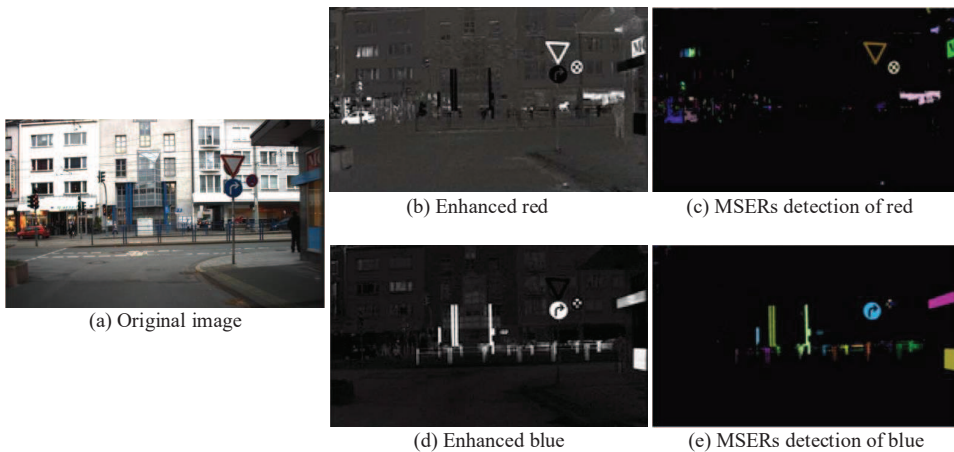 (b) Enhanced red
(c) MSERs detection of red
(a) Original image
(d) Enhanced blue
(e) MSERs detection of blue